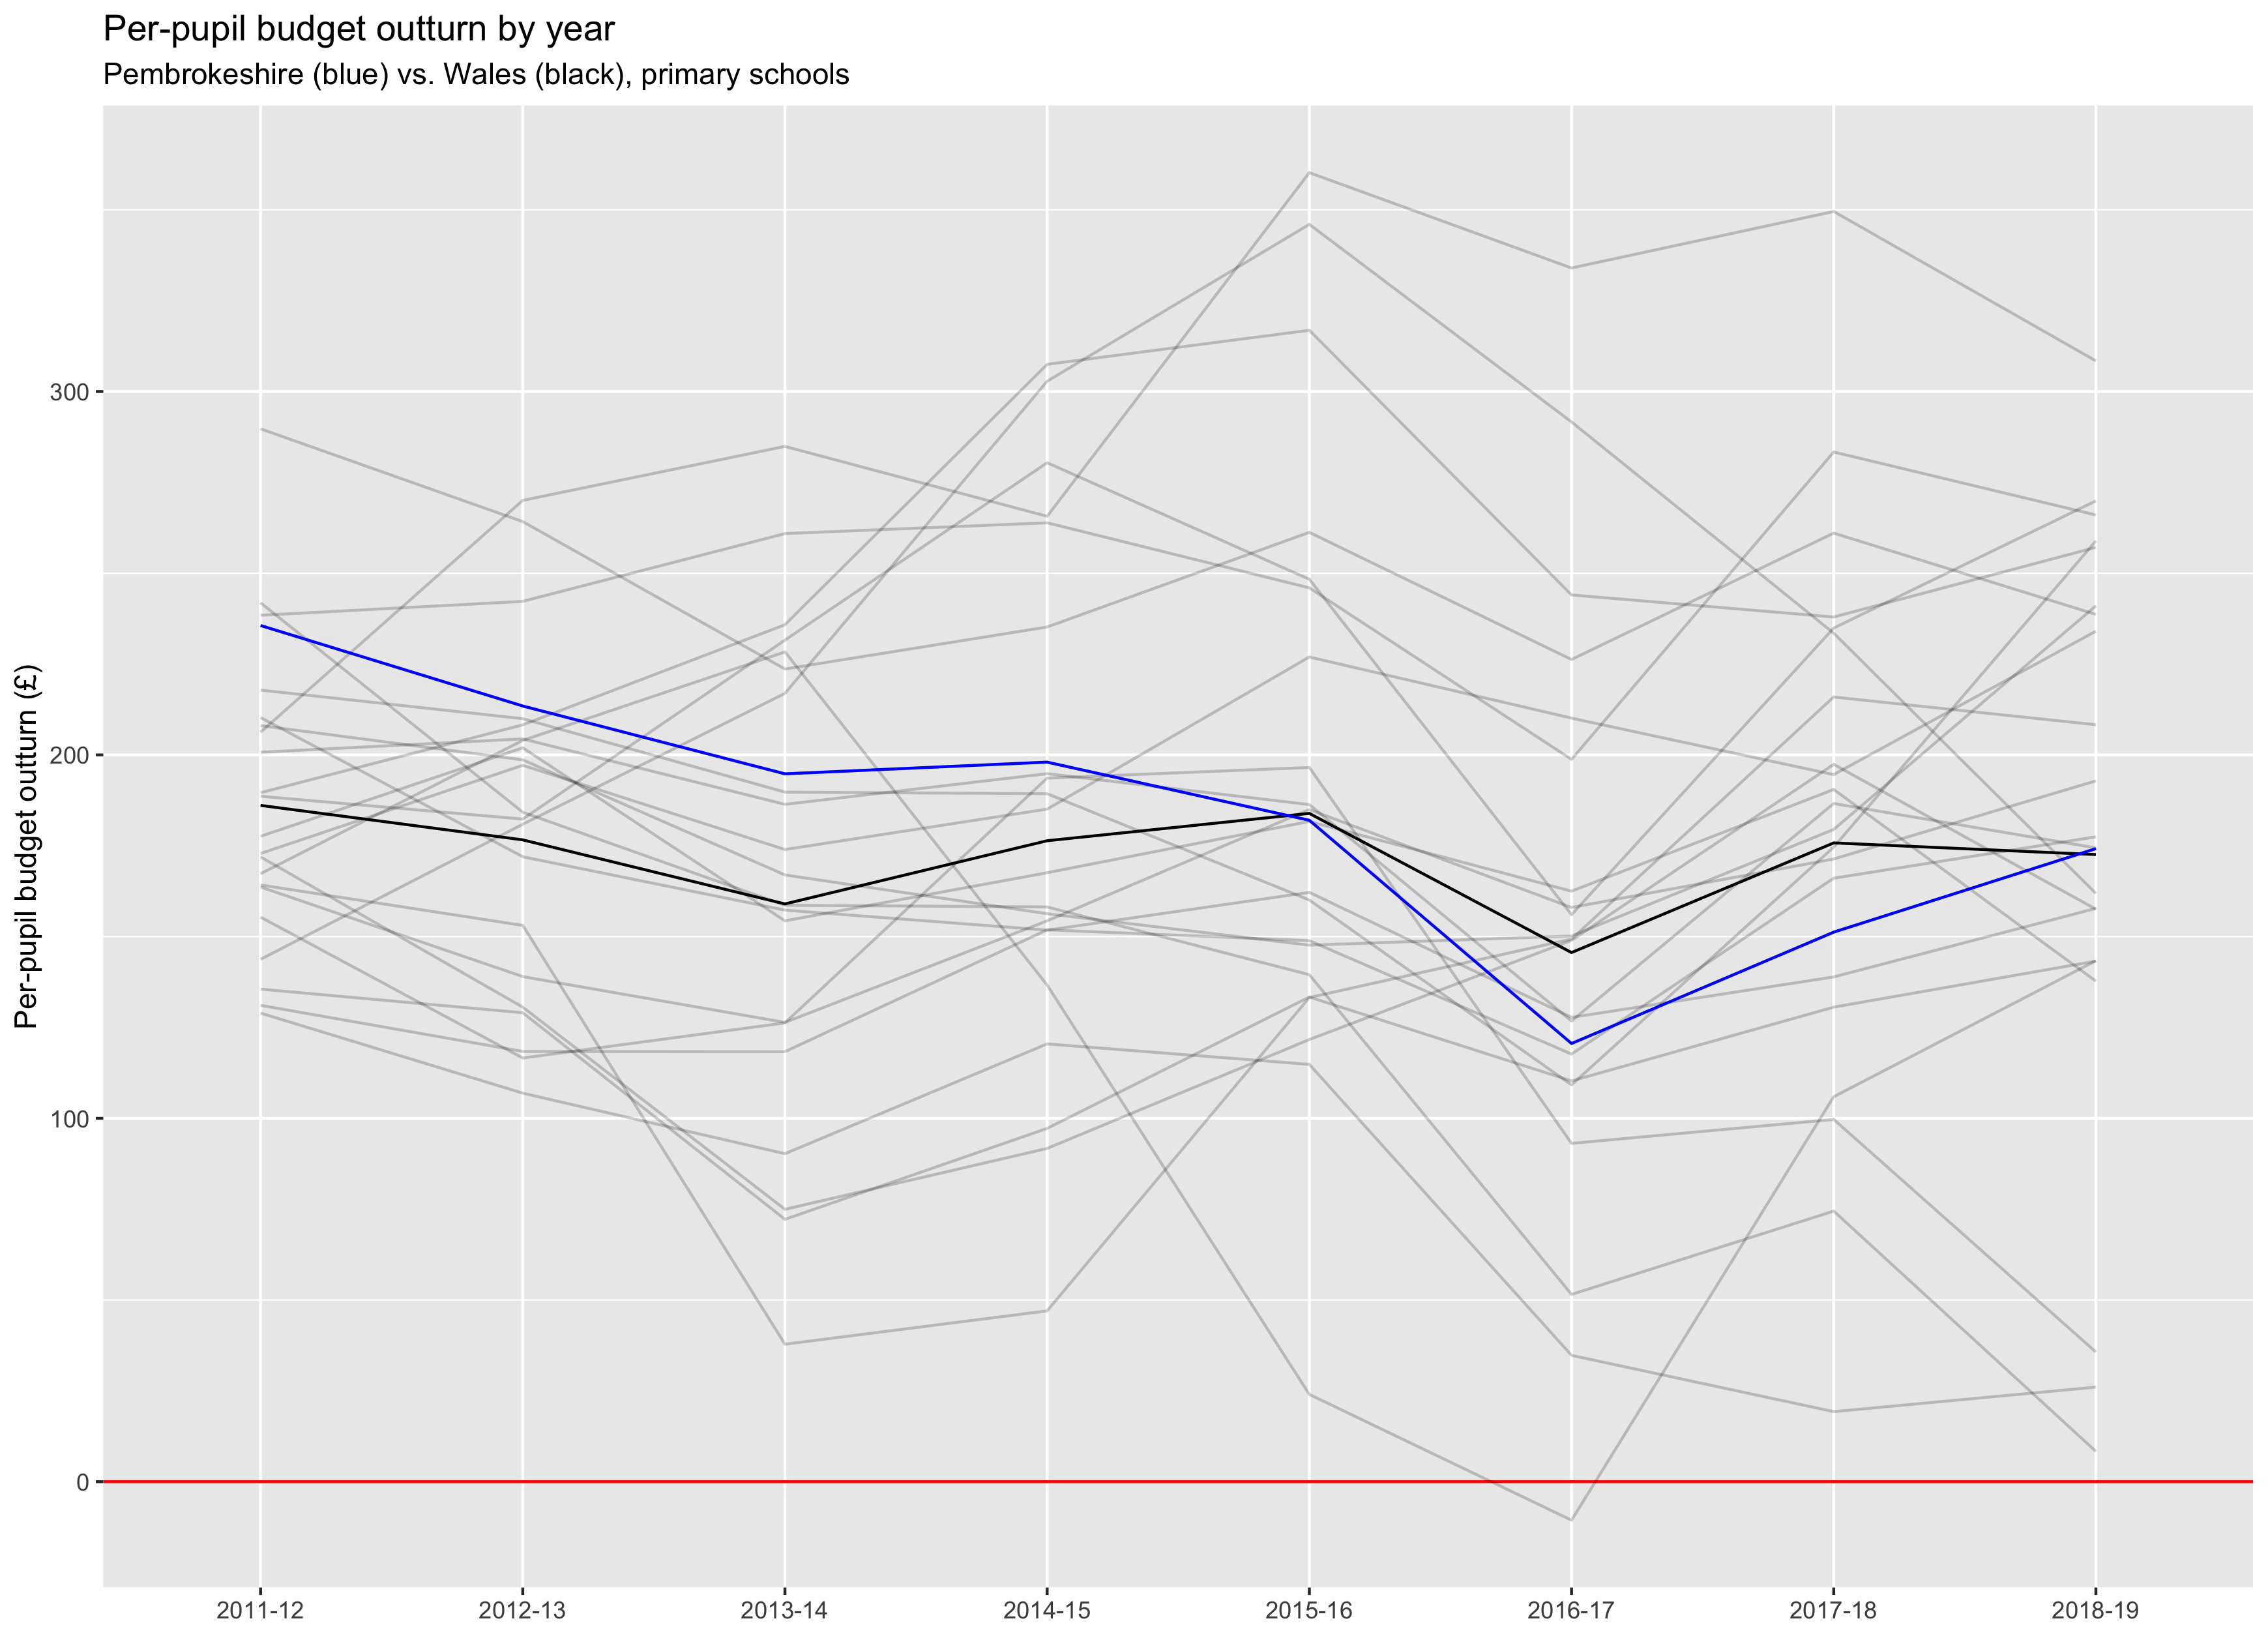 Per-pupil budget outturn by year
Pembrokeshire (blue) vs. Wales (black), primary schools
Per-pupil budget outturn (£)
300
200
100
0
2011-12 2012-13 2013-14 2014-15 2015-16 2016-17 2017-18 2018-19